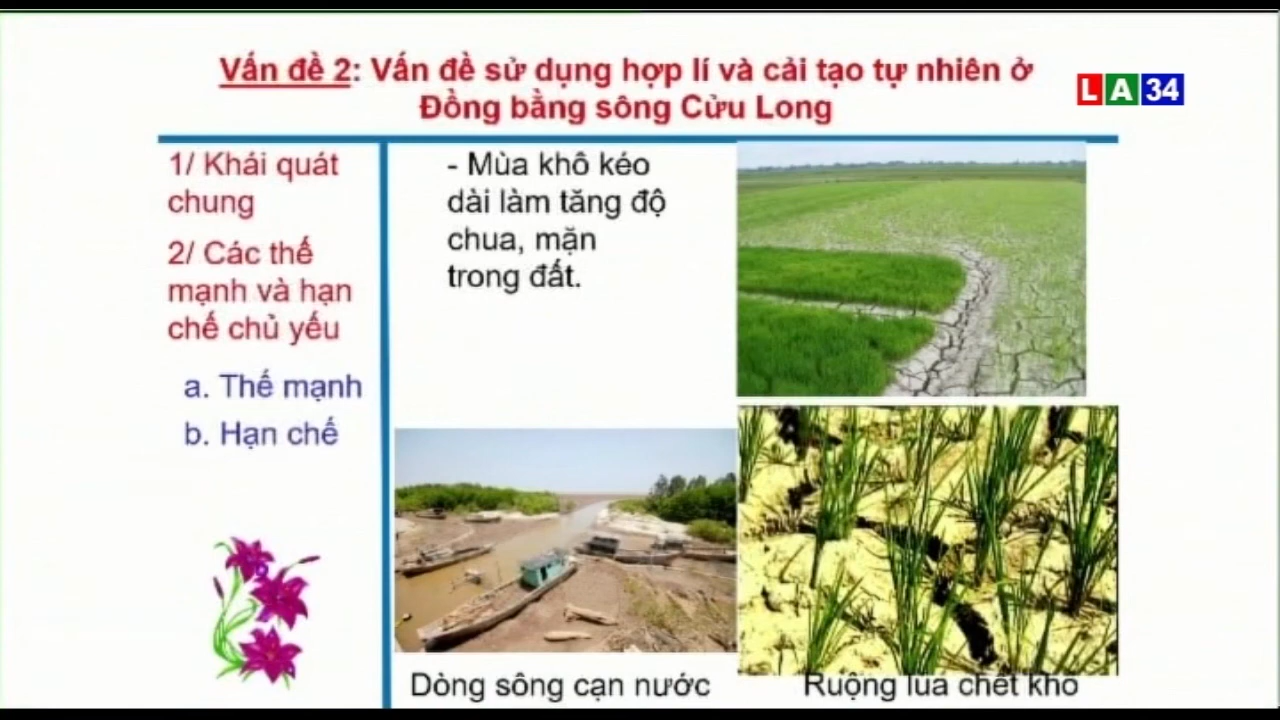 Vấn đề 2: Vấn đề sử dụng hợp lí và cải tạo tự nhiên ở
Đồng bằng sông Cửu Long
LA34
1/ Khái quát
chung
2/ Các thế
mạnh và hạn
chế chủ yếu
a. Thế mạnh
b. Hạn chế
- Mùa khô kéo
dài làm tăng độ
chua, mặn
trong đất.
Dòng sông cạn nước
Ruộng lúa chết khô